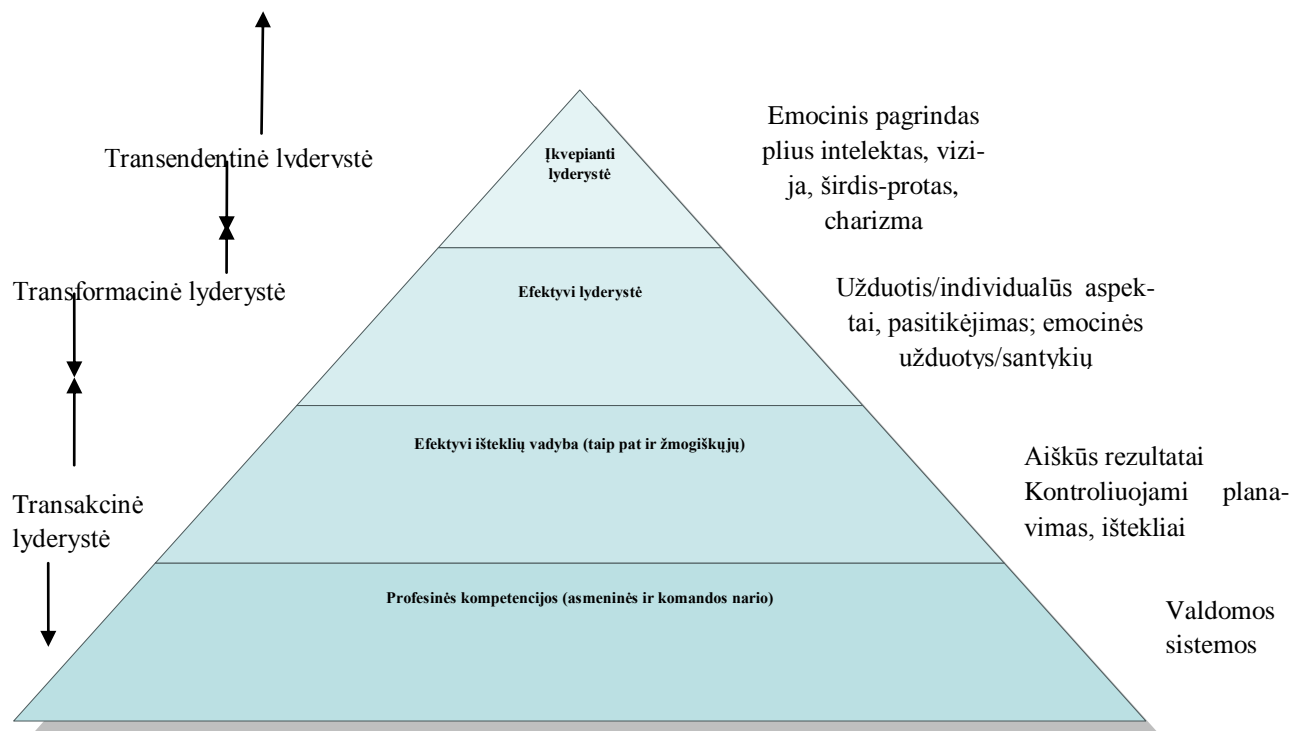 Transendentinė lyderystė
Įkvepianti
lyderystė
Emocinis pagrindas
plius intelektas, vizi-
ja, širdis-protas,
charizma
Transformacinė lyderystė
Efektyvi lyderystė
Užduotis/individualūs aspek-
tai, pasitikėjimas; emocinės
užduotys/santykių
Transakcinė
lyderystė
Efektyvi išteklių vadyba (taip pat ir žmogiškųjų)
Aiškūs rezultatai
Kontroliuojami plana-
vimas, ištekliai
Profesinės kompetencijos (asmeninės ir komandos nario)
Valdomos
sistemos